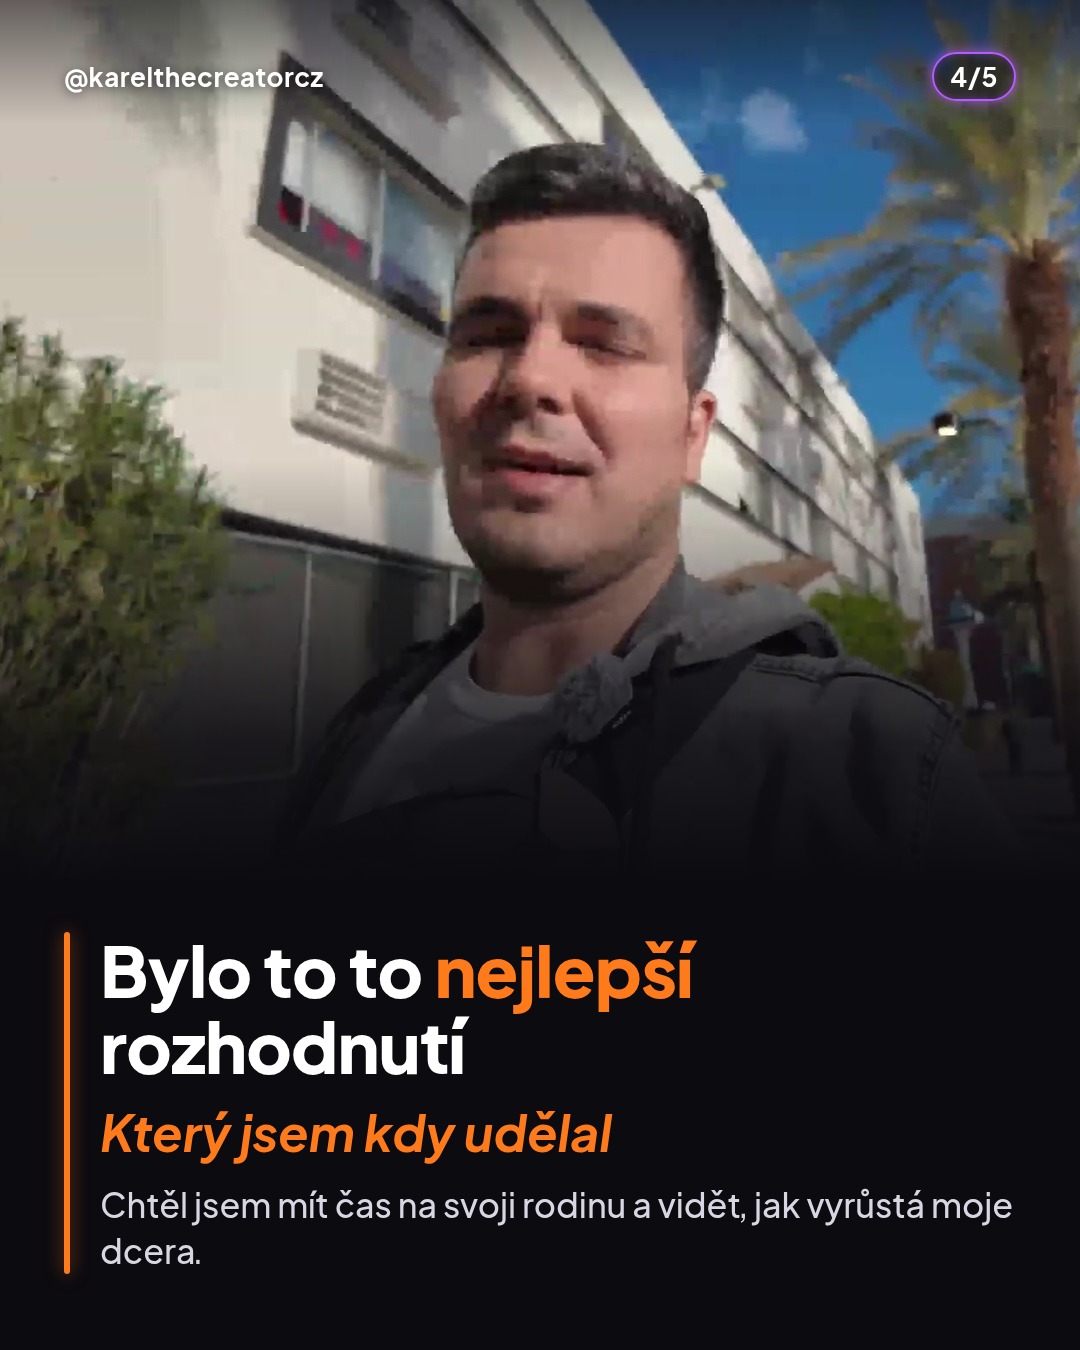 @karelthecreatorcz
4/5
Bylo to to nejlepší
rozhodnutí
Který jsem kdy udělal
Chtěl jsem mít čas na svoji rodinu a vidět, jak vyrůstá moje
dcera.